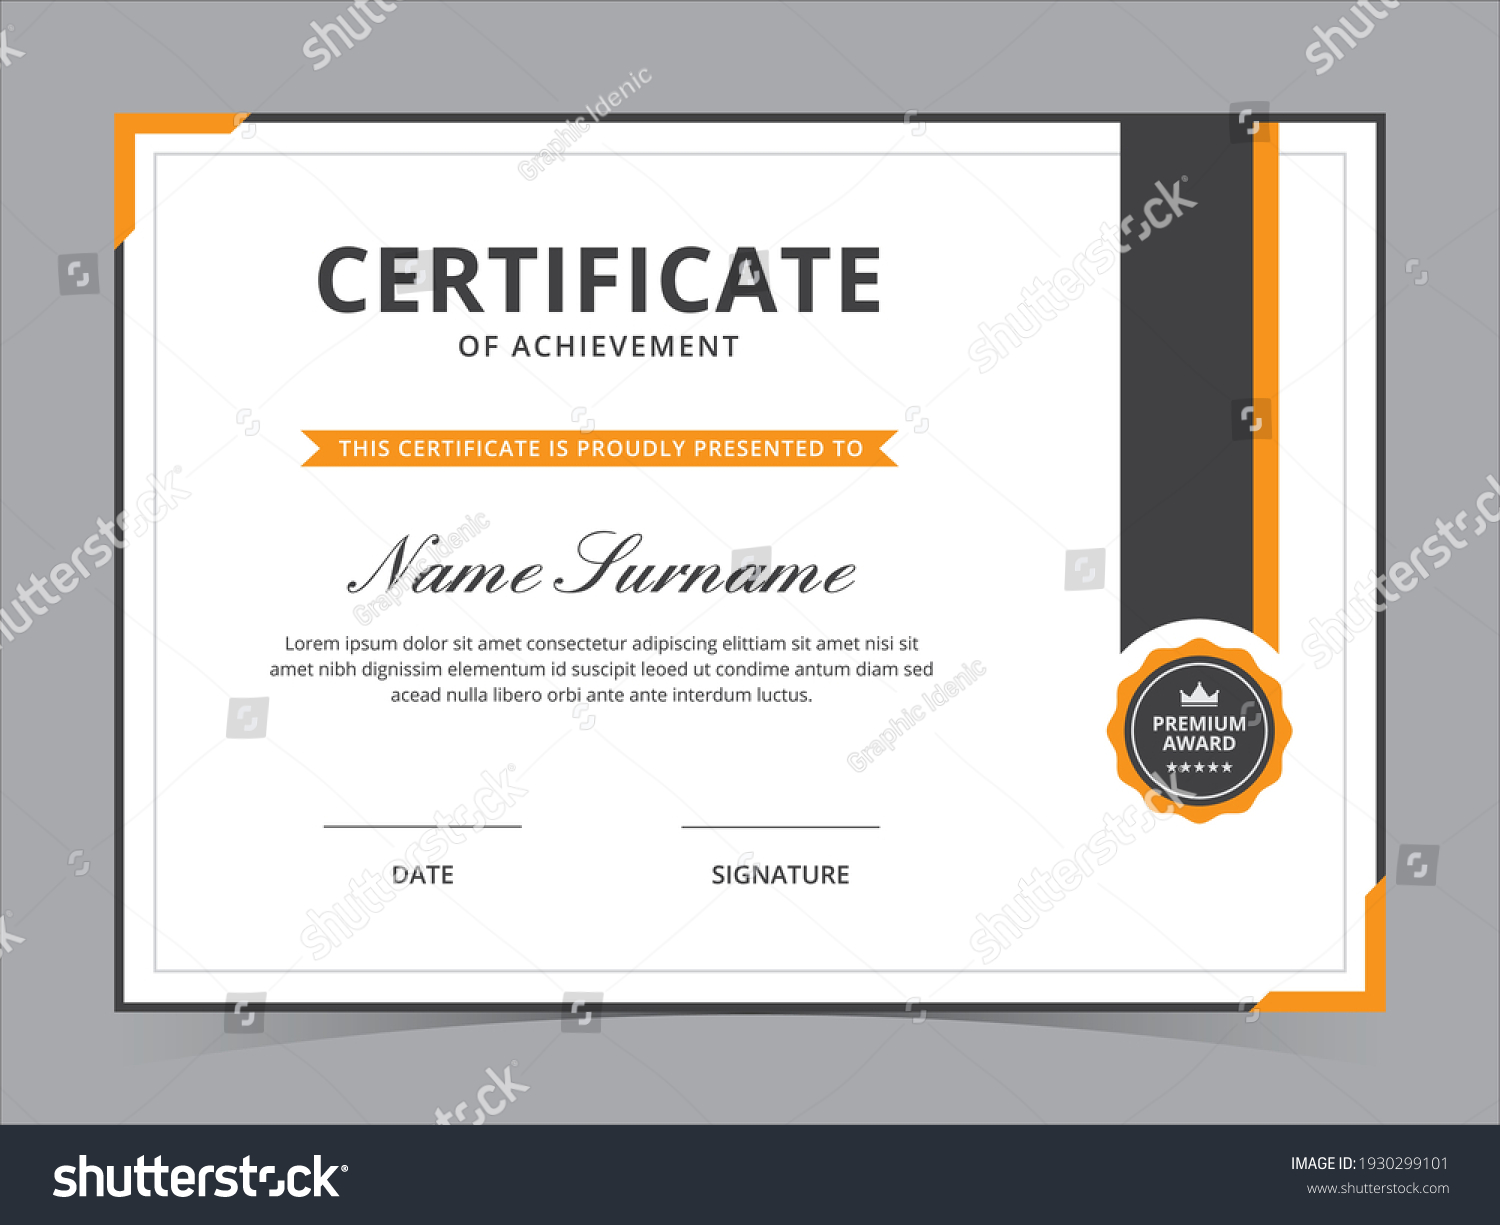 CERTIFICATE
OF ACHIEVEMENT
THIS CERTIFICATE IS PROUDLY PRESENTED TO
Name Surname
Lorem ipsum dolor sit amet consectetur adipiscing elittiam sit amet nisi sit
amet nibh dignissim elementum id suscipit leoed ut condime antum diam sed
acead nulla libero orbi ante ante interdum luctus.
PREMIUM
AWARD
DATE
SIGNATURE
shutterstock
shutterstock
shutterstock
shutterstock
shutterstock
shutterstock
shutterstock
shutterstock
Graphic Idenic
Graphic Idenic
Graphic Idenic
shutterstock
IMAGE ID: 1930299101
www.shutterstock.com